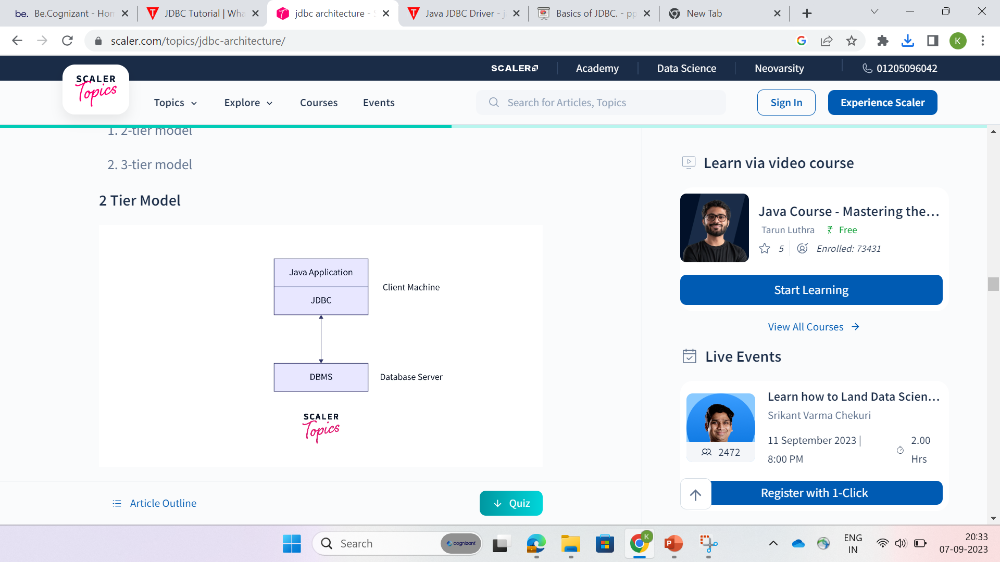 be. Be.Cognizant - Hon
JDBC Tutorial | Wha
jdbc architecture - S
Java JDBC Driver - j
Basics of JDBC. - pp
New Tab
scaler.com/topics/jdbc-architecture/
K
SCALER
Academy
Data Science
Neovarsity
01205096042
SCALER
Topics
Topics
Explore
Courses
Events
Search for Articles, Topics
Sign In
Experience Scaler
1. 2-tier model
2. 3-tier model
2 Tier Model
Java Application
JDBC
Client Machine
DBMS
Database Server
SCALER
Topics
Article Outline
Quiz
Learn via video course
Java Course - Mastering the...
Tarun Luthra Free
5 Enrolled: 73431
Start Learning
View All Courses
Live Events
Learn how to Land Data Scien...
Srikant Varma Chekuri
11 September 2023 |
8:00 PM
2.00
Hrs
2472
Register with 1-Click
Search
cognizant
K
P
ENG
IN
20:33
07-09-2023